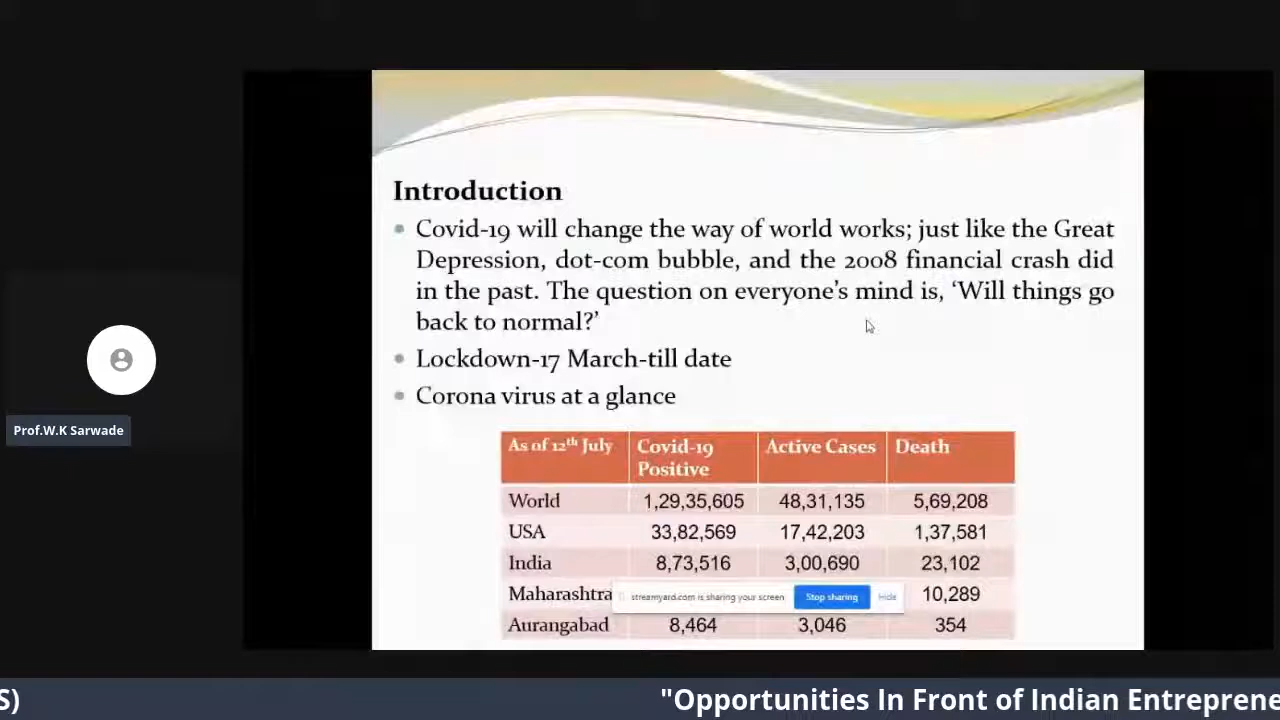 Introduction
Covid-19 will change the way of world works; just like the Great
Depression, dot-com bubble, and the 2008 financial crash did
in the past. The question on everyone's mind is, 'Will things go
back to normal?'
Lockdown-17 March-till date
Corona virus at a glance
As of 12th July Covid-19 Positive Active Cases Death
World 1,29,35,605 48,31,135 5,69,208
USA 33,82,569 17,42,203 1,37,581
India 8,73,516 3,00,690 23,102
Maharashtra 10,289
streamyard.com is sharing your screen Stop sharing Hide
Aurangabad 8,464 3,046 354
Prof.W.K Sarwade
S) "Opportunities In Front of Indian Entreprene